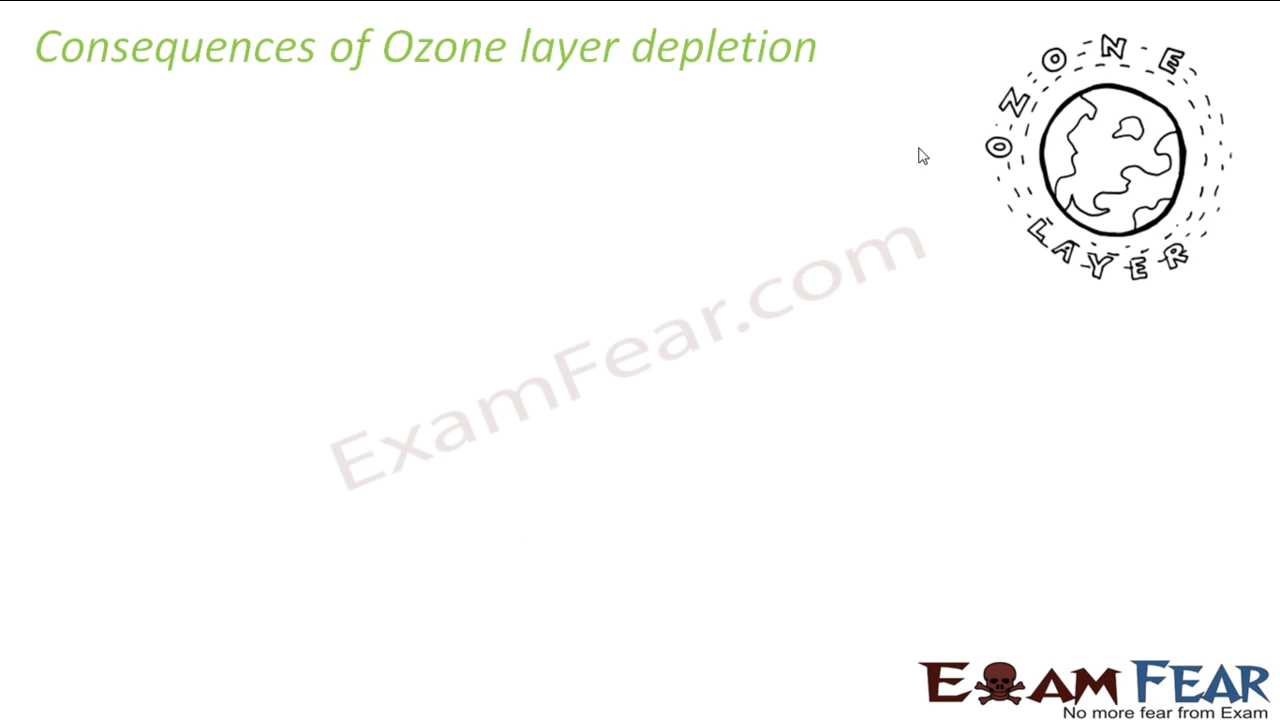 Consequences of Ozone layer depletion
OZONE
LAYER
ExamFear.com
EXAM FEAR
No more fear from Exam